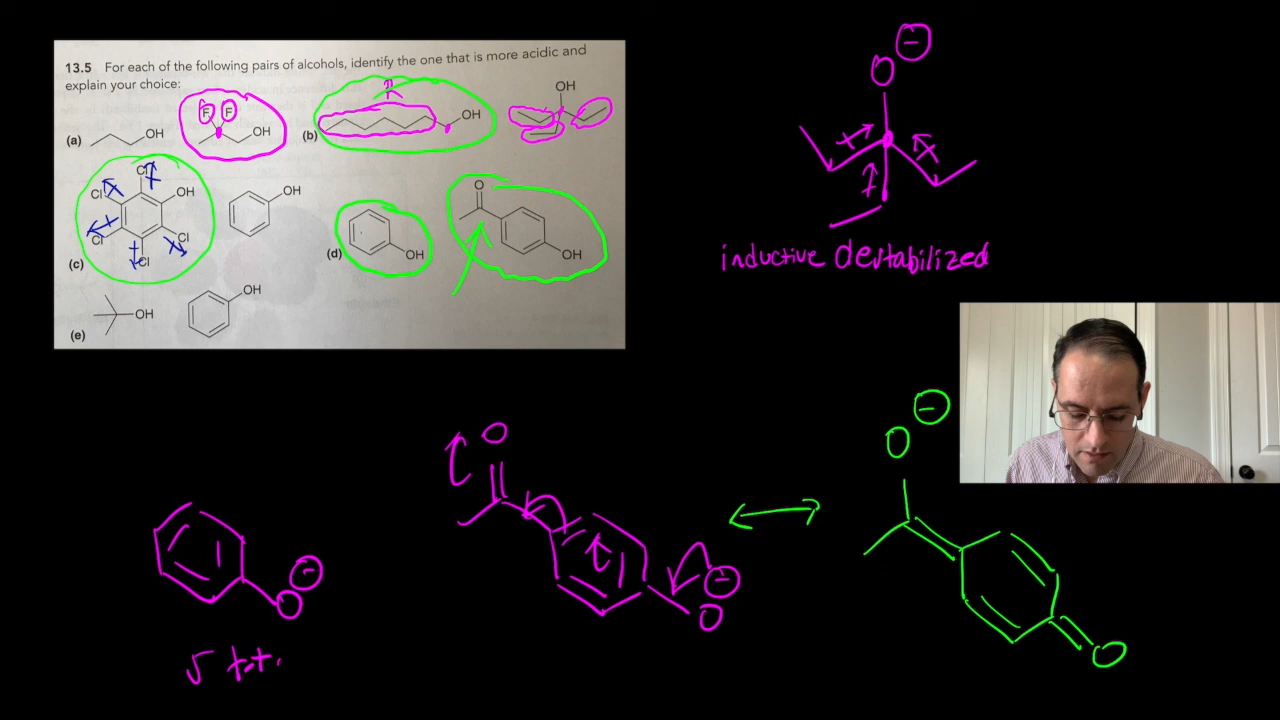 13.5 For each of the following pairs of alcohols, identify the one that is more acidic and
explain your choice:
(a) OH F F OH (b) OH OH
(c) Cl Cl Cl Cl Cl OH OH (d) OH O OH
(e) OH OH
O −
inductive destabilized
O −
5 tot.
O O −
O −
O